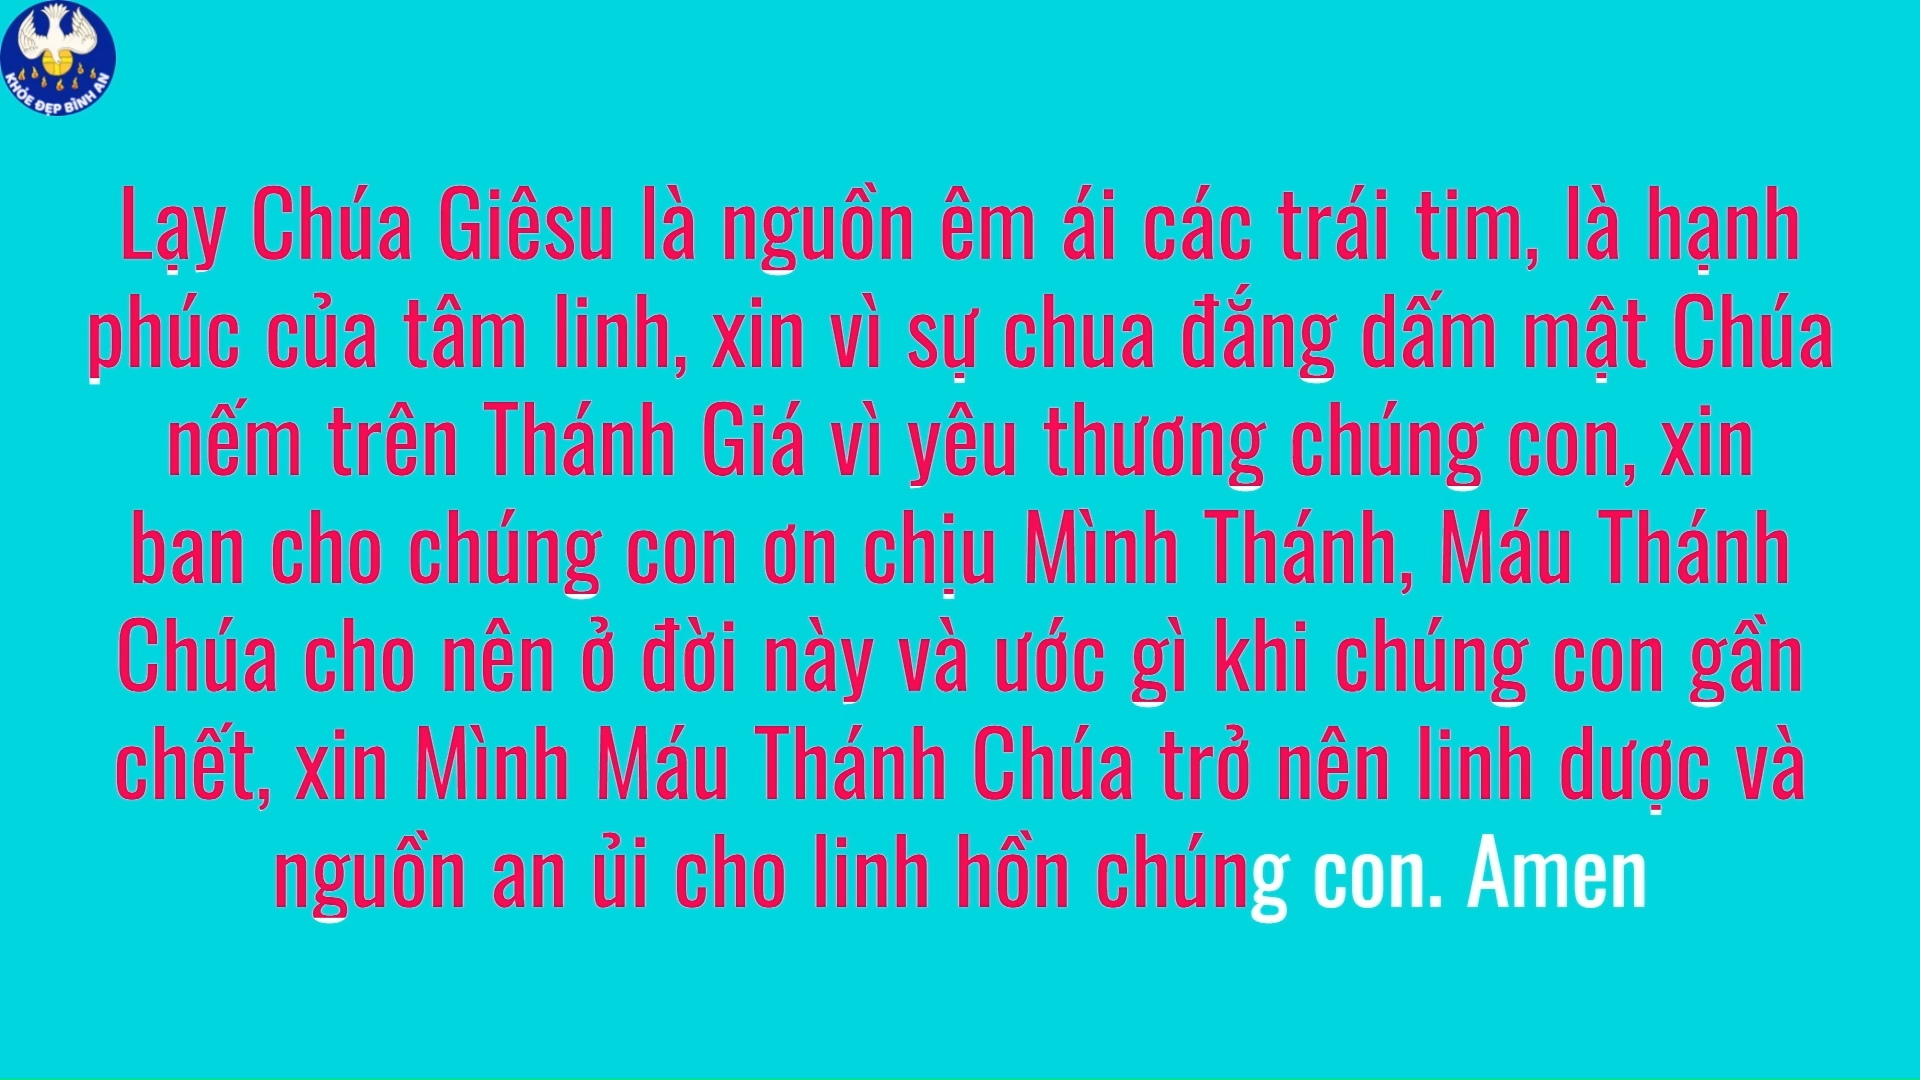 KHỎE ĐẸP BÌNH AN
Lạy Chúa Giêsu là nguồn êm ái các trái tim, là hạnh
phúc của tâm linh, xin vì sự chua đắng dấm mật Chúa
nếm trên Thánh Giá vì yêu thương chúng con, xin
ban cho chúng con ơn chịu Mình Thánh, Máu Thánh
Chúa cho nên ở đời này và ước gì khi chúng con gần
chết, xin Mình Máu Thánh Chúa trở nên linh dược và
nguồn an ủi cho linh hồn chúng con. Amen